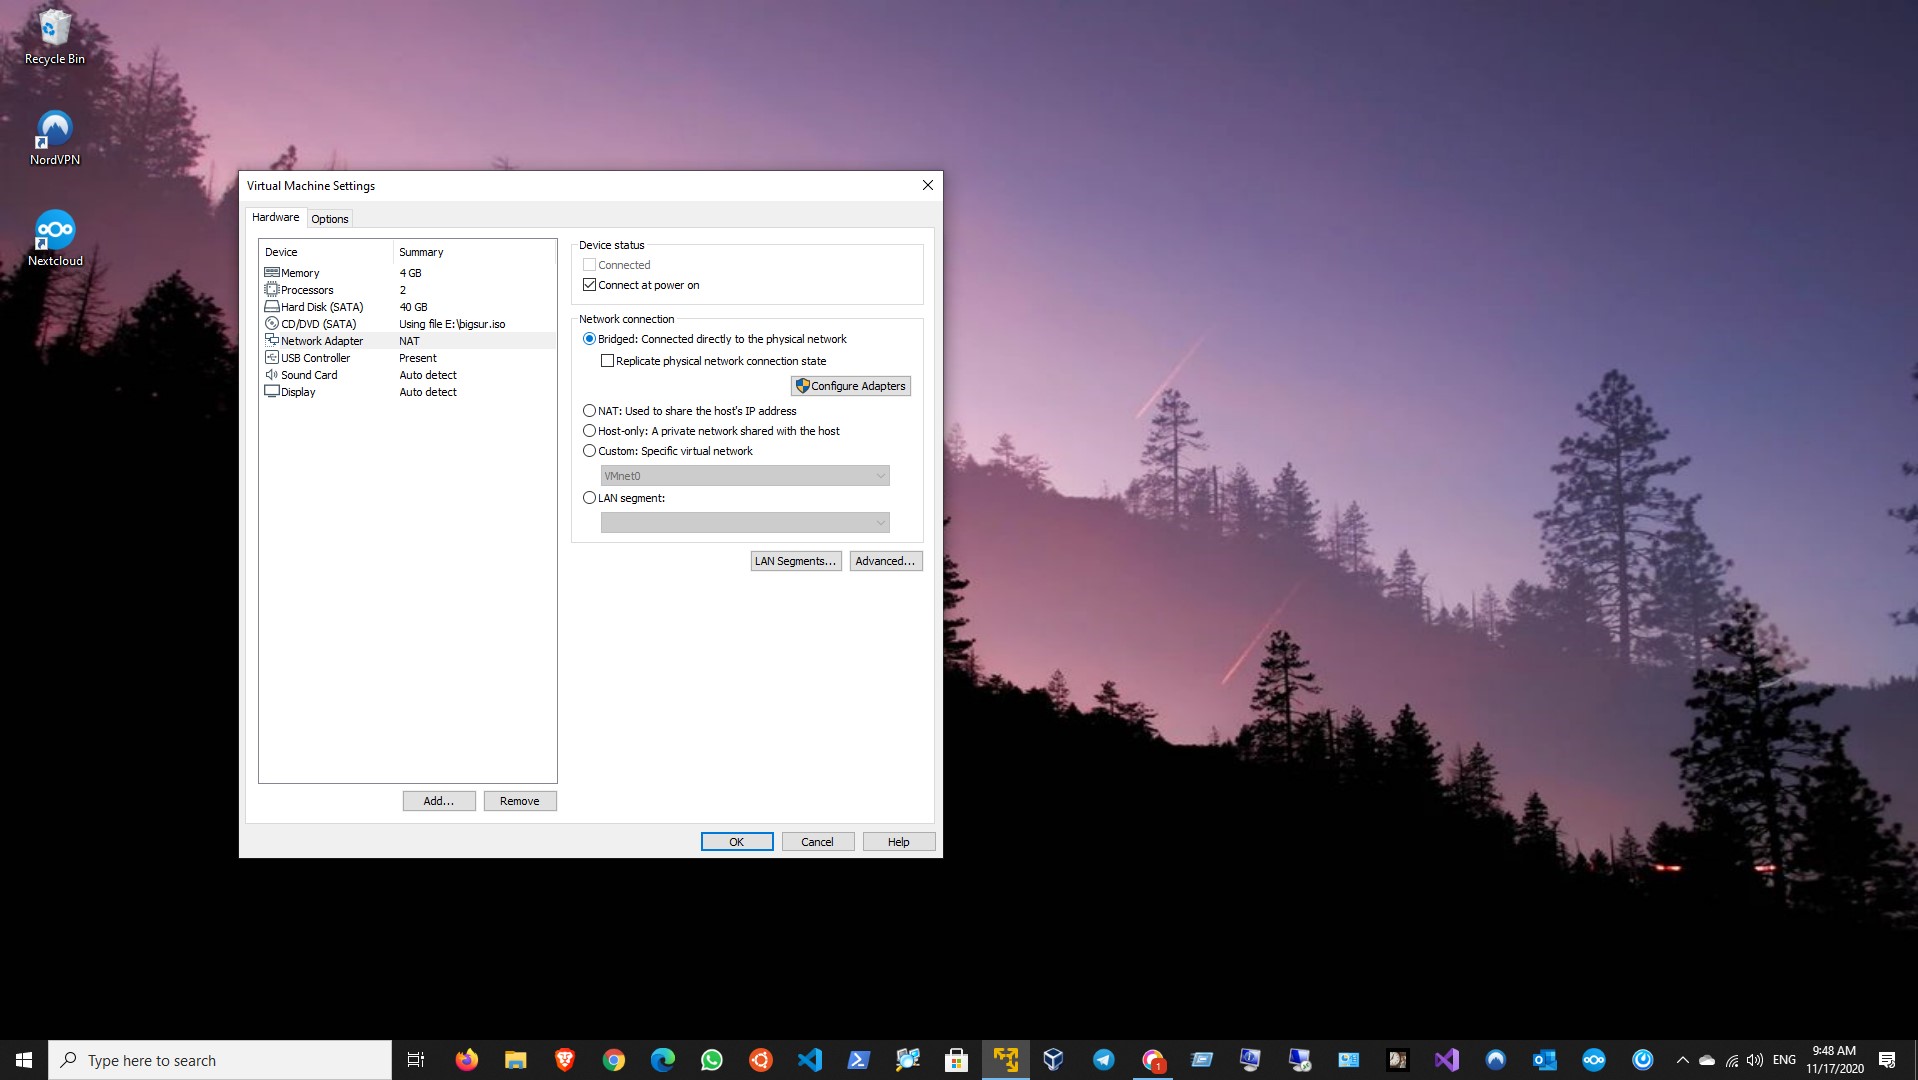 Recycle Bin
NordVPN
Nextcloud
Virtual Machine Settings
Hardware Options
Device Summary
Memory 4 GB
Processors 2
Hard Disk (SATA) 40 GB
CD/DVD (SATA) Using file E:\bigsur.iso
Network Adapter NAT
USB Controller Present
Sound Card Auto detect
Display Auto detect
Add... Remove
Device status
Connected
Connect at power on
Network connection
Bridged: Connected directly to the physical network
Replicate physical network connection state
Configure Adapters
NAT: Used to share the host's IP address
Host-only: A private network shared with the host
Custom: Specific virtual network
VMnet0
LAN segment:
LAN Segments... Advanced...
OK Cancel Help
Type here to search
1
ENG
9:48 AM
11/17/2020